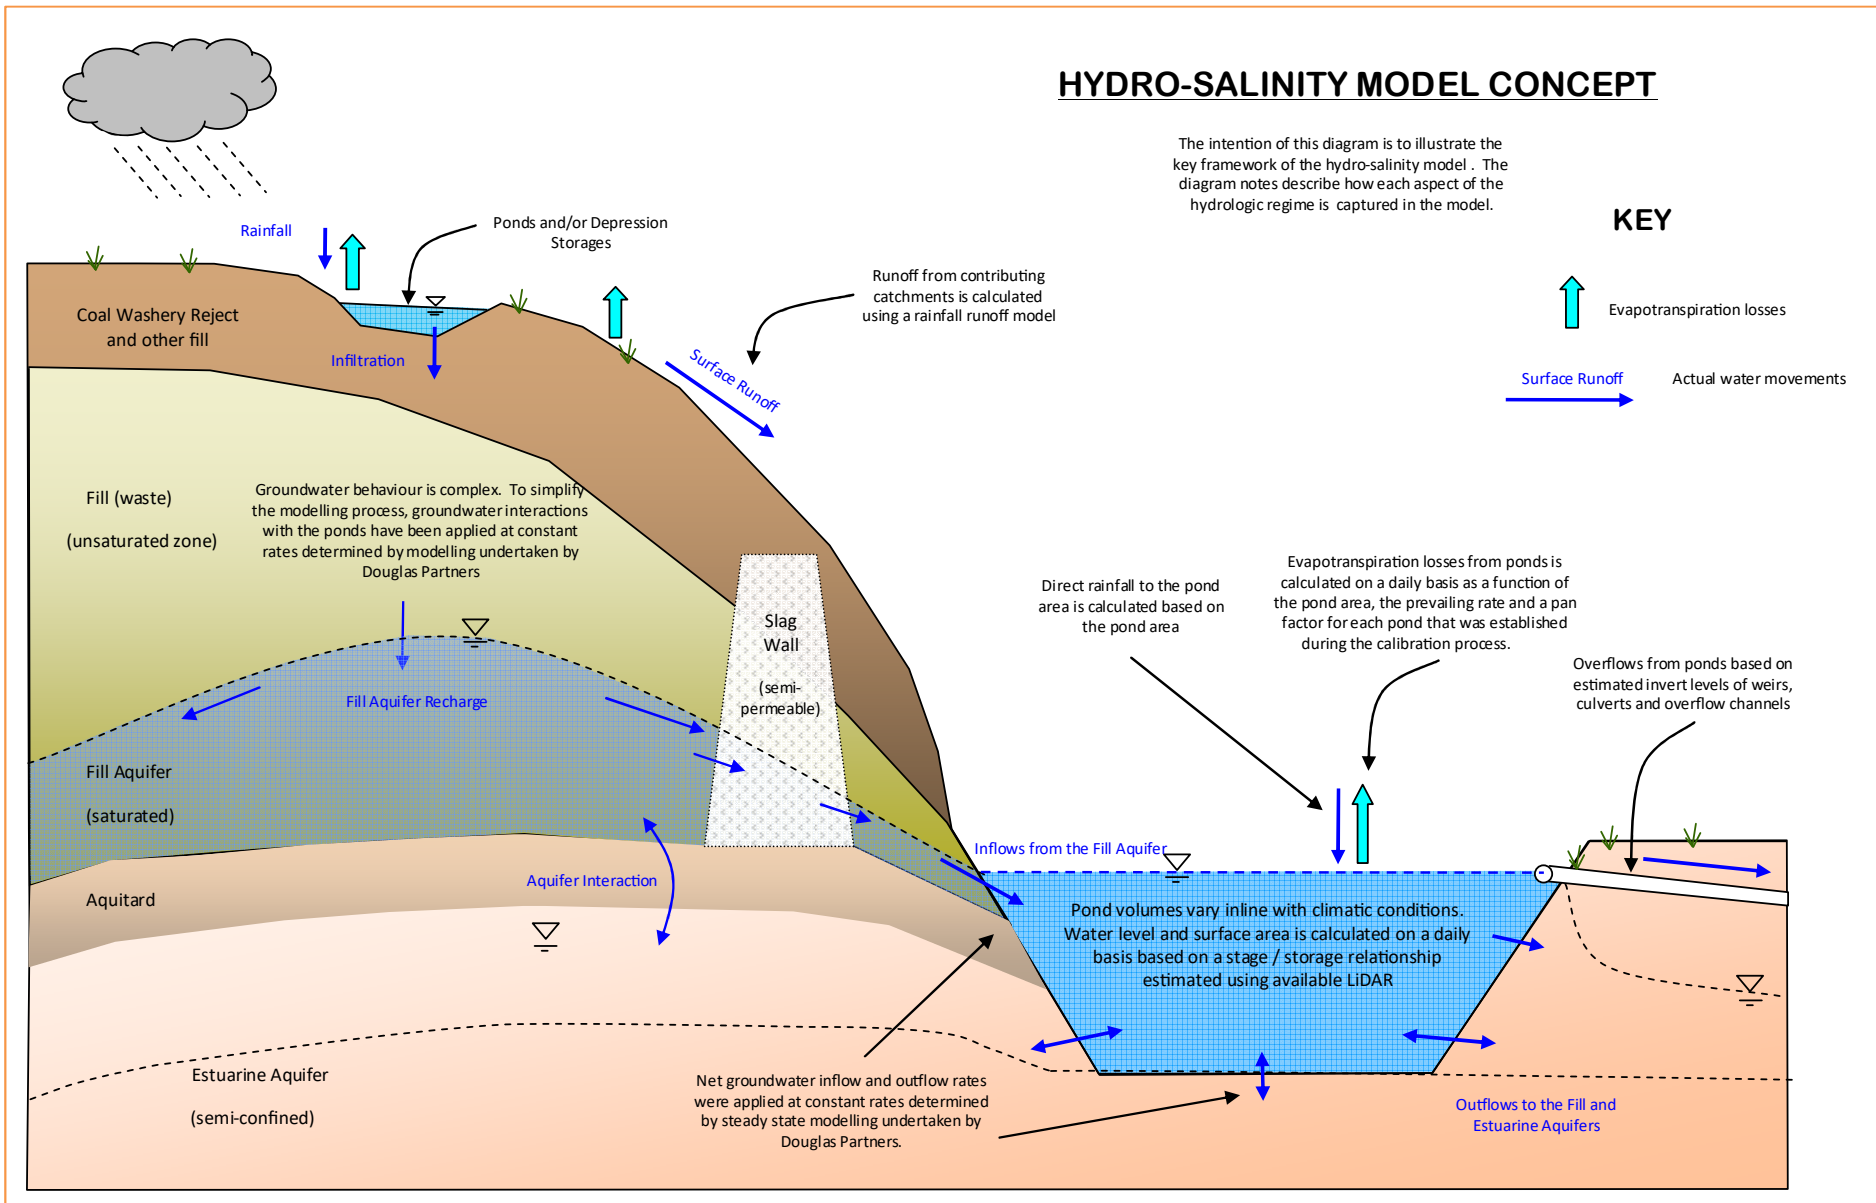 HYDRO-SALINITY MODEL CONCEPT
The intention of this diagram is to illustrate the
key framework of the hydro-salinity model . The
diagram notes describe how each aspect of the
hydrologic regime is captured in the model.
KEY
Evapotranspiration losses
Surface Runoff
Actual water movements
Rainfall
Ponds and/or Depression
Storages
Runoff from contributing
catchments is calculated
using a rainfall runoff model
Coal Washery Reject
and other fill
Infiltration
Surface Runoff
Fill (waste)
(unsaturated zone)
Groundwater behaviour is complex. To simplify
the modelling process, groundwater interactions
with the ponds have been applied at constant
rates determined by modelling undertaken by
Douglas Partners
Slag
Wall
(semi-
permeable)
Direct rainfall to the pond
area is calculated based on
the pond area
Evapotranspiration losses from ponds is
calculated on a daily basis as a function of
the pond area, the prevailing rate and a pan
factor for each pond that was established
during the calibration process.
Overflows from ponds based on
estimated invert levels of weirs,
culverts and overflow channels
Fill Aquifer Recharge
Fill Aquifer
(saturated)
Inflows from the Fill Aquifer
Aquifer Interaction
Aquitard
Pond volumes vary inline with climatic conditions.
Water level and surface area is calculated on a daily
basis based on a stage / storage relationship
estimated using available LiDAR
Estuarine Aquifer
(semi-confined)
Net groundwater inflow and outflow rates
were applied at constant rates determined
by steady state modelling undertaken by
Douglas Partners.
Outflows to the Fill and
Estuarine Aquifers